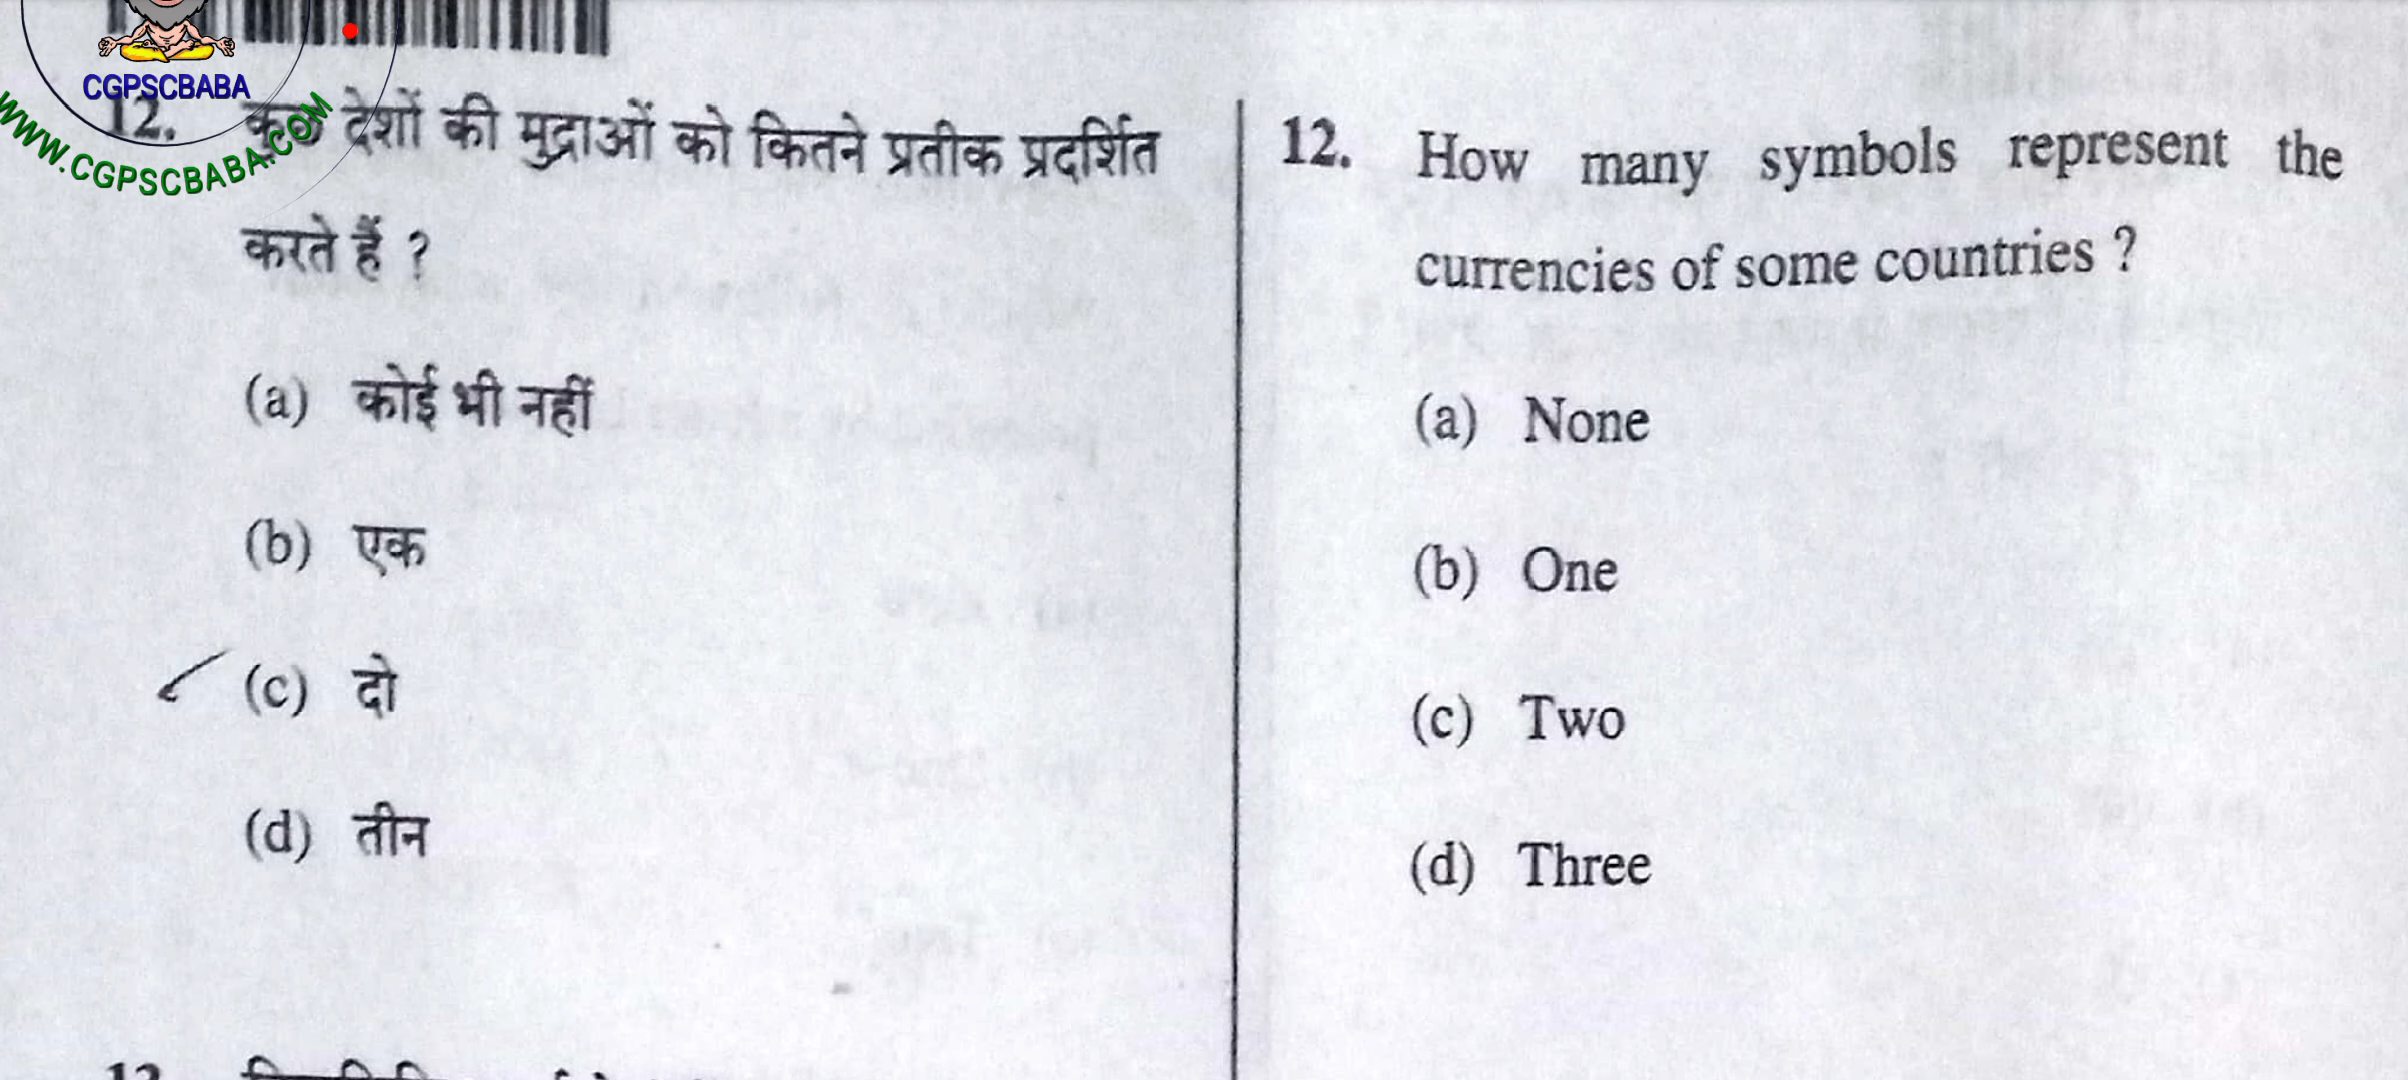 CGPSCBABA
WWW.CGPSCBABA.COM
12. कुछ देशों की मुद्राओं को कितने प्रतीक प्रदर्शित
करते हैं ?
(a) कोई भी नहीं
(b) एक
(c) दो
(d) तीन
12. How many symbols represent the
currencies of some countries ?
(a) None
(b) One
(c) Two
(d) Three